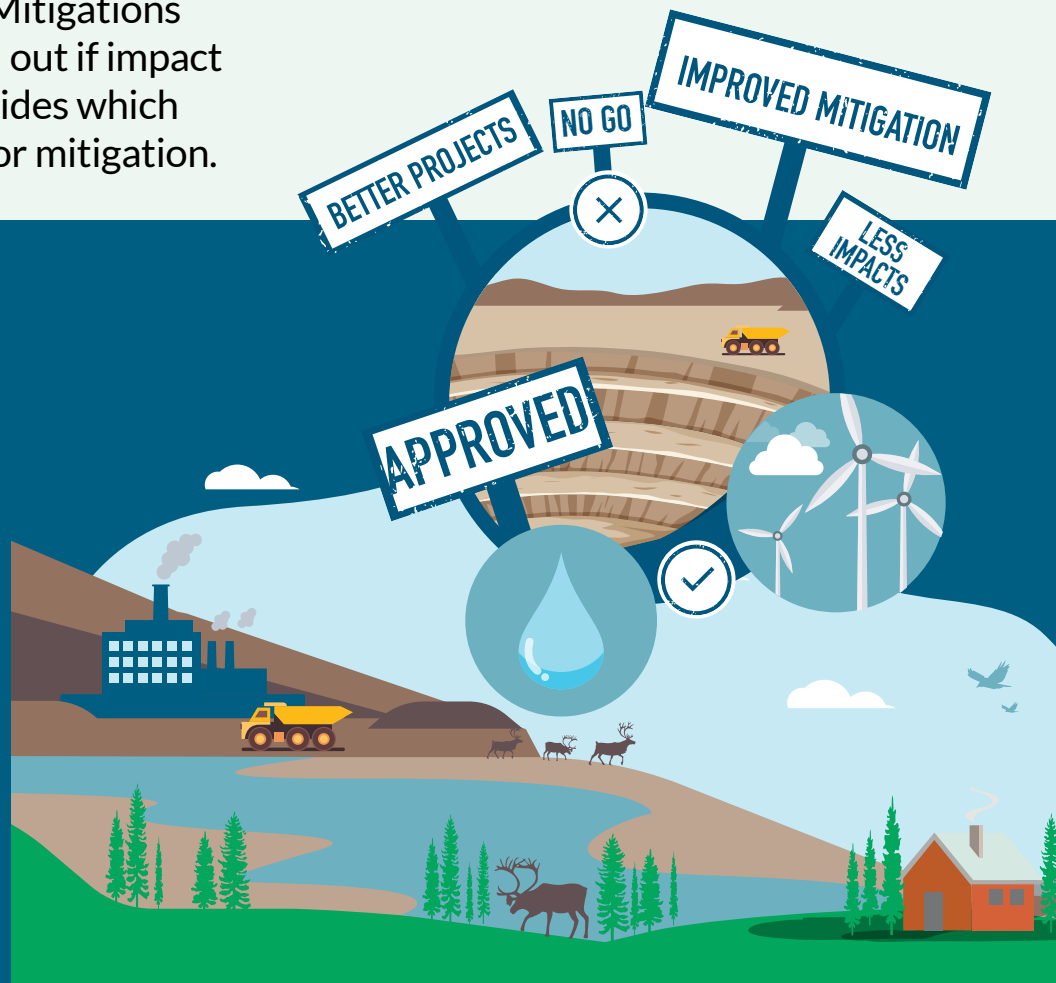 Mitigations
out if impact
ides which
or mitigation.
IMPROVED MITIGATION
NO GO
BETTER PROJECTS
LESS
IMPACTS
APPROVED